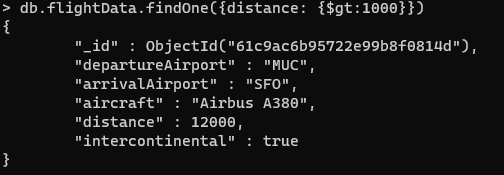 > db.flightData.findOne({distance: {$gt:1000}})
{
        "_id" : ObjectId("61c9ac6b95722e99b8f0814d"),
        "departureAirport" : "MUC",
        "arrivalAirport" : "SFO",
        "aircraft" : "Airbus A380",
        "distance" : 12000,
        "intercontinental" : true
}